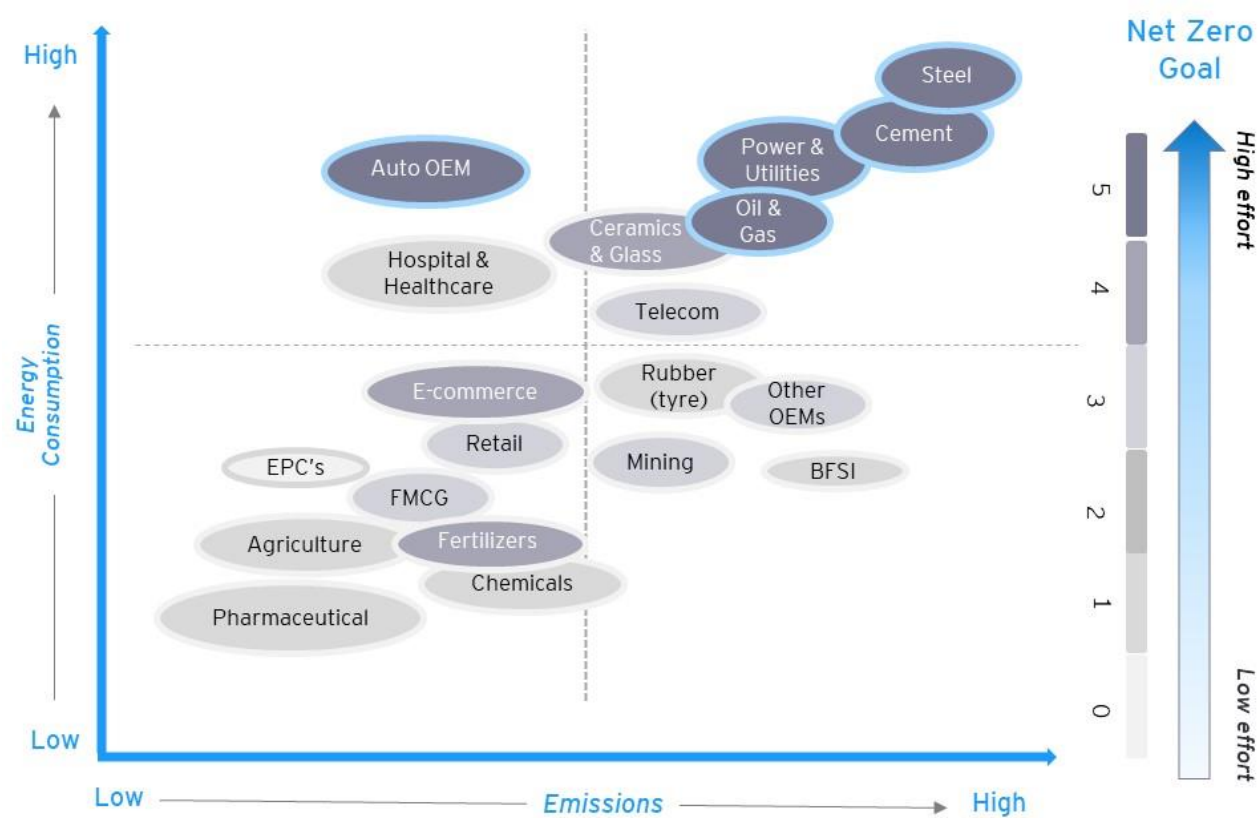 Net Zero
Goal
High
Steel
Cement
Power &
Utilities
Auto OEM
Oil &
Gas
Ceramics
& Glass
Hospital &
Healthcare
Telecom
Energy
Consumption
E-commerce
Rubber
(tyre)
Other
OEMs
Retail
Mining
BFSI
EPC's
FMCG
Agriculture
Fertilizers
Chemicals
Pharmaceutical
Low
Low
Emissions
High
5
4
3
2
1
0
High effort
Low effort